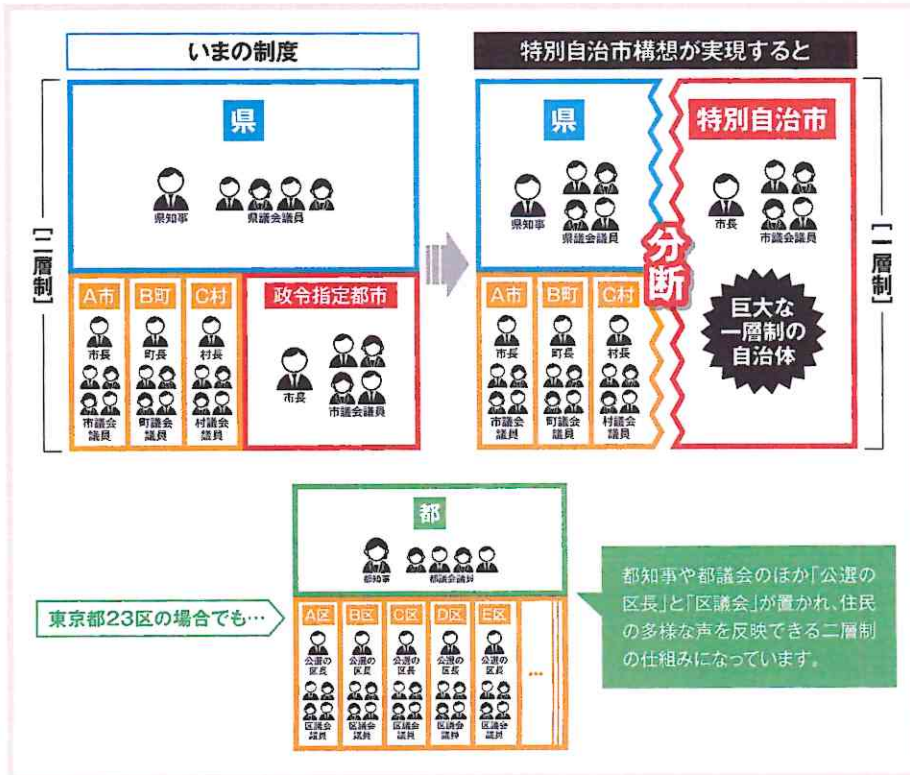 いまの制度
特別自治市構想が実現すると
［二層制］
県
県知事
県議会議員
A市
市長
市議会
議員
B町
町長
町議会
議員
C村
村長
村議会
議員
政令指定都市
市長
市議会議員
県
県知事
県議会議員
A市
市長
市議会
議員
B町
町長
町議会
議員
C村
村長
村議会
議員
分断
特別自治市
市長
市議会議員
巨大な
一層制の
自治体
［一層制］
東京都23区の場合でも…
都
都知事
都議会議員
A区
公選の
区長
区議会
議員
B区
公選の
区長
区議会
議員
C区
公選の
区長
区議会
議員
D区
公選の
区長
区議会
E区
公選の
区長
区議会
議員
…
都知事や都議会のほか「公選の
区長」と「区議会」が置かれ、住民
の多様な声を反映できる二層制
の仕組みになっています。